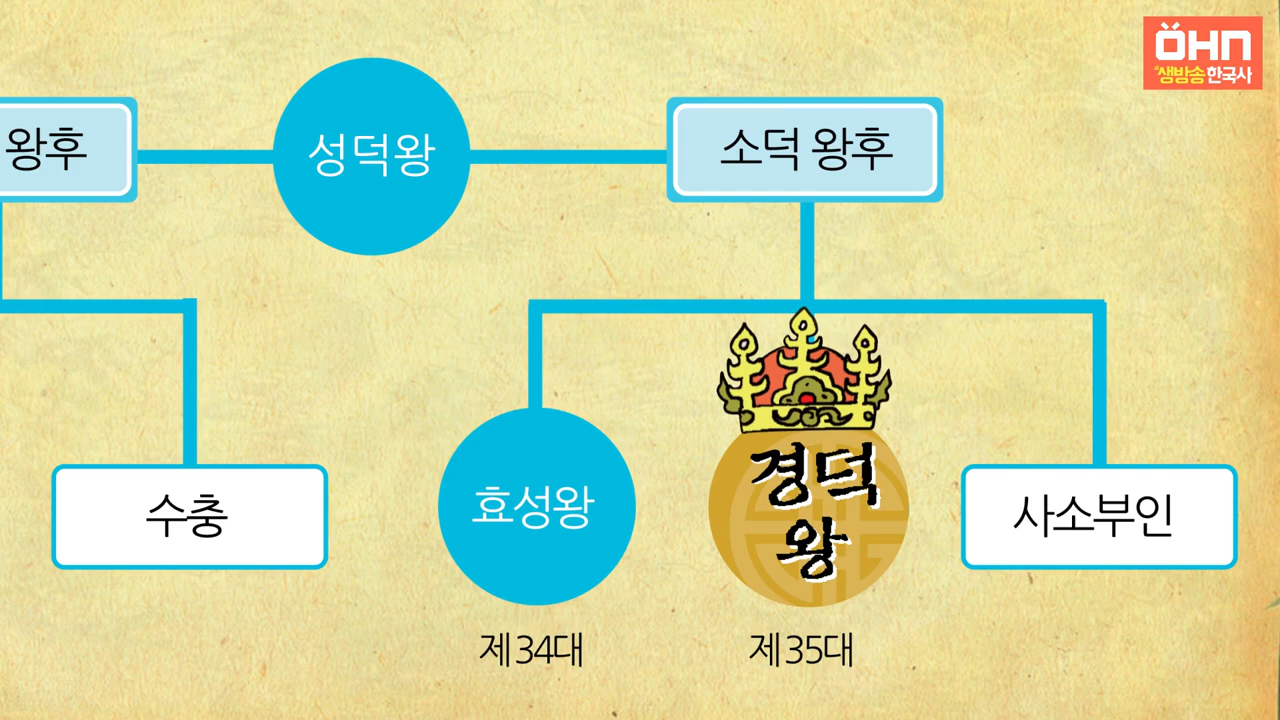 ÖHN
생방송 한국사
왕후
성덕왕
소덕 왕후
수충
효성왕
경덕
왕
사소부인
제34대
제35대